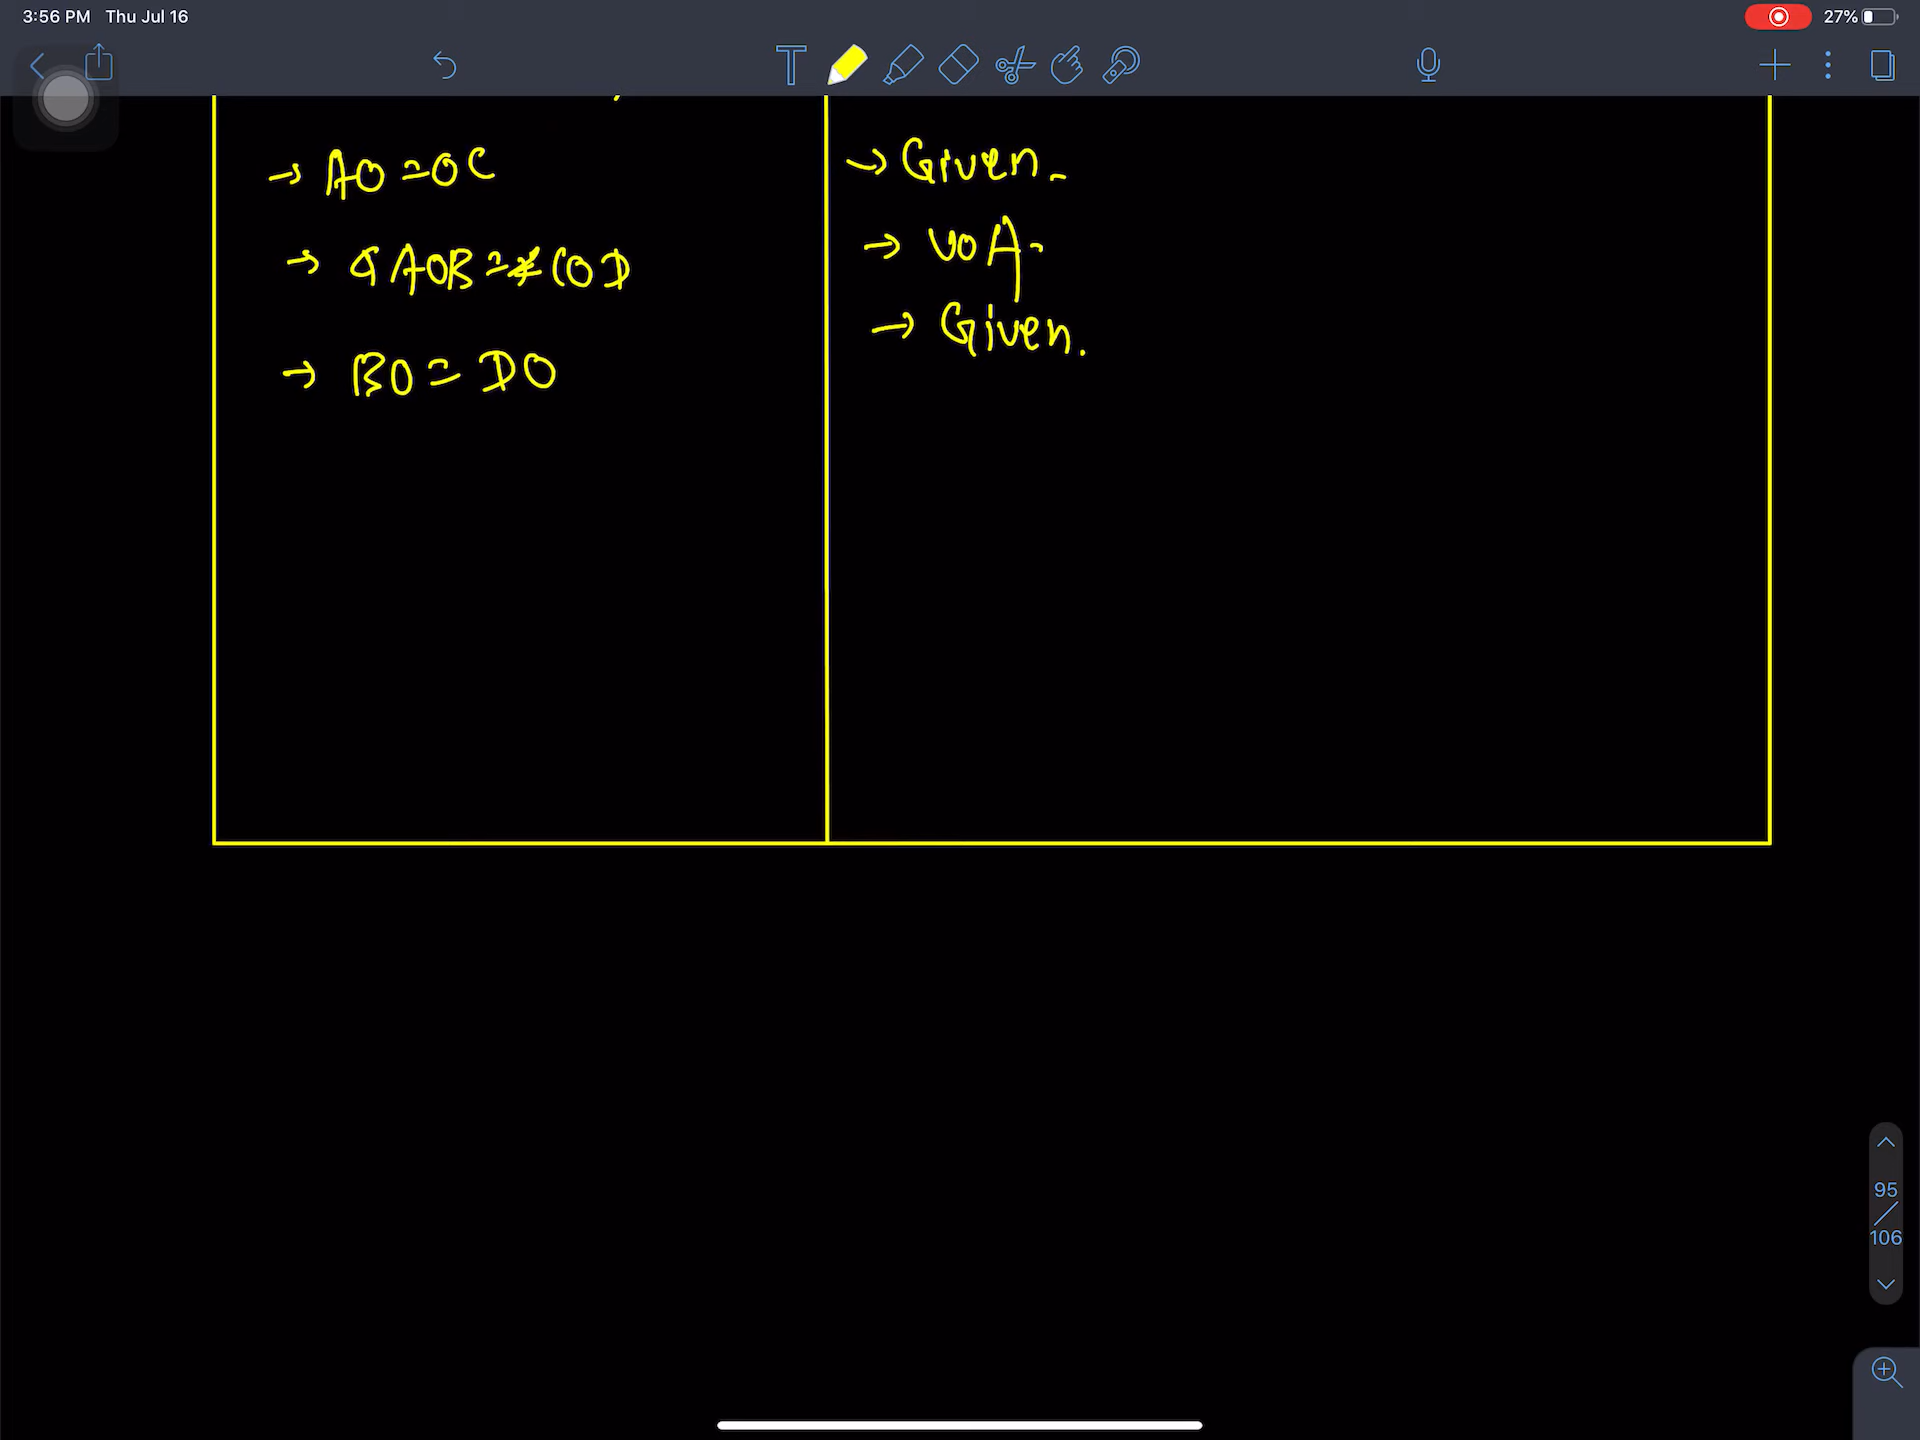 3:56 PM Thu Jul 16
27%
T
→ AO = OC
→ Given.
→ ∢AOB = ∢COD
→ VOA.
→ BO = DO
→ Given.
95
106